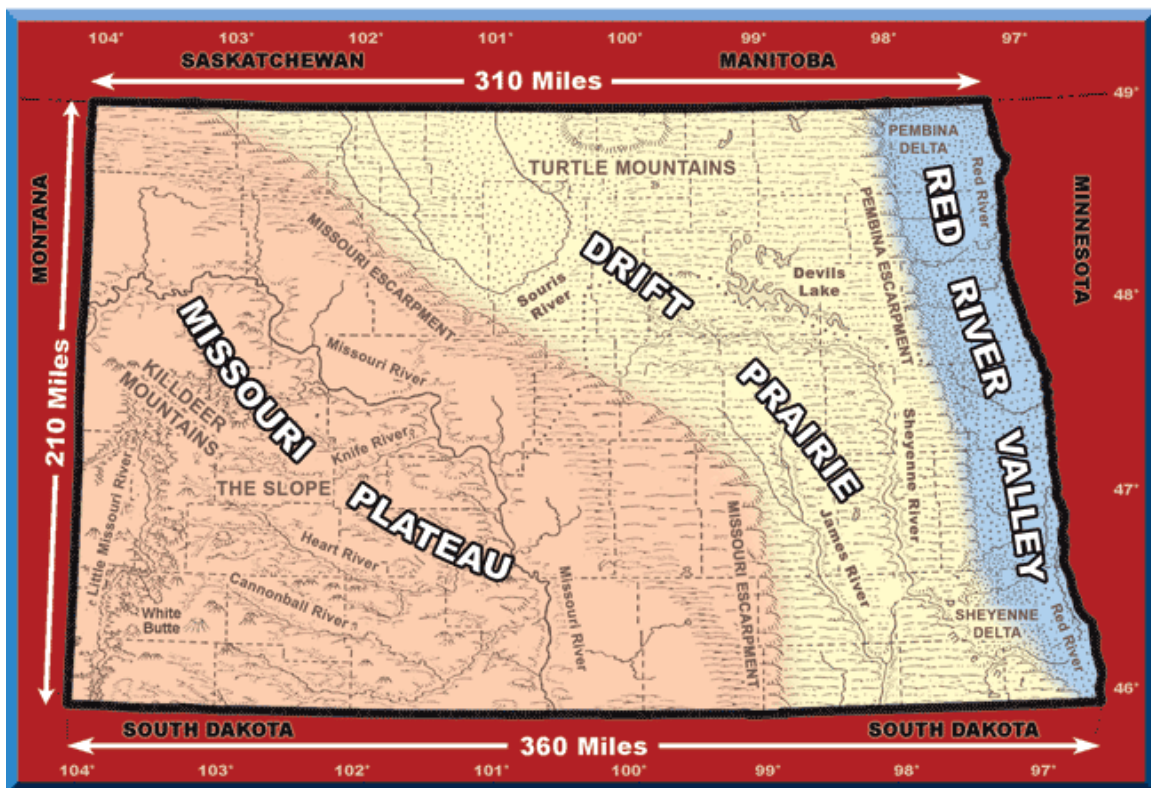 104° 103° 102° 101° 100° 99° 98° 97°
SASKATCHEWAN MANITOBA
310 Miles
49°
PEMBINA
DELTA
TURTLE MOUNTAINS
RED
RIVER
VALLEY
Red River
MONTANA
MINNESOTA
MISSOURI ESCARPMENT
PEMBINA ESCARPMENT
DRIFT
PRAIRIE
Devils
Lake
Souris
River
48°
MISSOURI
PLATEAU
Missouri River
KILLDEER
MOUNTAINS
210 Miles
Knife River
Sheyenne River
THE SLOPE
47°
Little Missouri River
Heart River
James River
MISSOURI ESCARPMENT
Cannonball River
Missouri River
White
Butte
SHEYENNE
DELTA
Red River
46°
SOUTH DAKOTA SOUTH DAKOTA
360 Miles
104° 103° 102° 101° 100° 99° 98° 97°